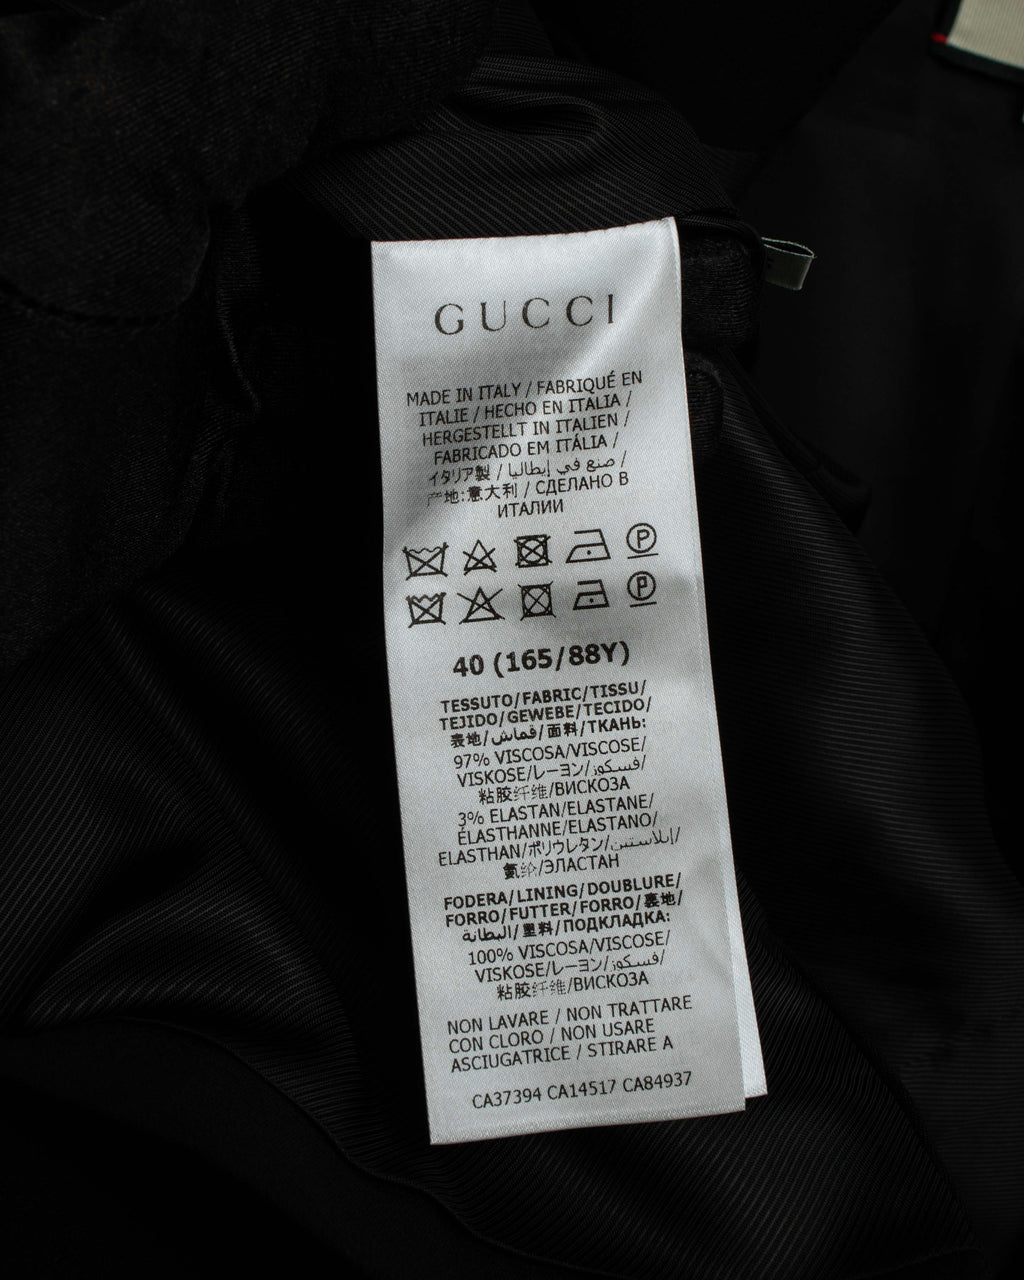 GUCCI
MADE IN ITALY / FABRIQUÉ EN
ITALIE / HECHO EN ITALIA /
HERGESTELLT IN ITALIEN /
FABRICADO EM ITÁLIA /
イタリア製 / صنع في إيطاليا /
产地:意大利 / СДЕЛАНО В
ИТАЛИИ
40 (165/88Y)
TESSUTO/FABRIC/TISSU/
TEJIDO/GEWEBE/TECIDO/
表地/قماش/面料/ТКАНЬ:
97% VISCOSA/VISCOSE/
VISKOSE/レーヨン/فسكوز/
粘胶纤维/ВИСКОЗА
3% ELASTAN/ELASTANE/
ÉLASTHANNE/ELASTANO/
ELASTHAN/ポリウレタン/إيلاستين/
氨纶/ЭЛАСТАН
FODERA/LINING/DOUBLURE/
FORRO/FUTTER/FORRO/裏地/
البطانة/里料/ПОДКЛАДКА:
100% VISCOSA/VISCOSE/
VISKOSE/レーヨン/فسكوز/
粘胶纤维/ВИСКОЗА
NON LAVARE / NON TRATTARE
CON CLORO / NON USARE
ASCIUGATRICE / STIRARE A
CA37394 CA14517 CA84937